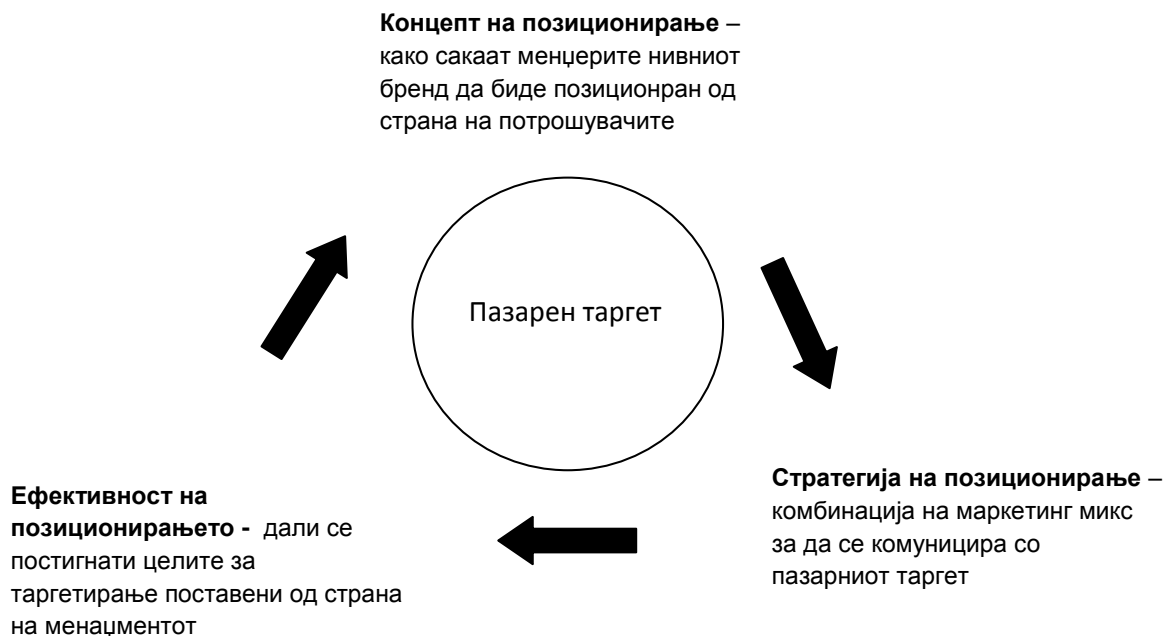 Концепт на позиционирање –
како сакаат менџерите нивниот
бренд да биде позиционран од
страна на потрошувачите
Пазарен таргет
Стратегија на позиционирање –
комбинација на маркетинг микс
за да се комуницира со
пазарниот таргет
Ефективност на
позиционирањето - дали се
постигнати целите за
таргетирање поставени од страна
на менаџментот